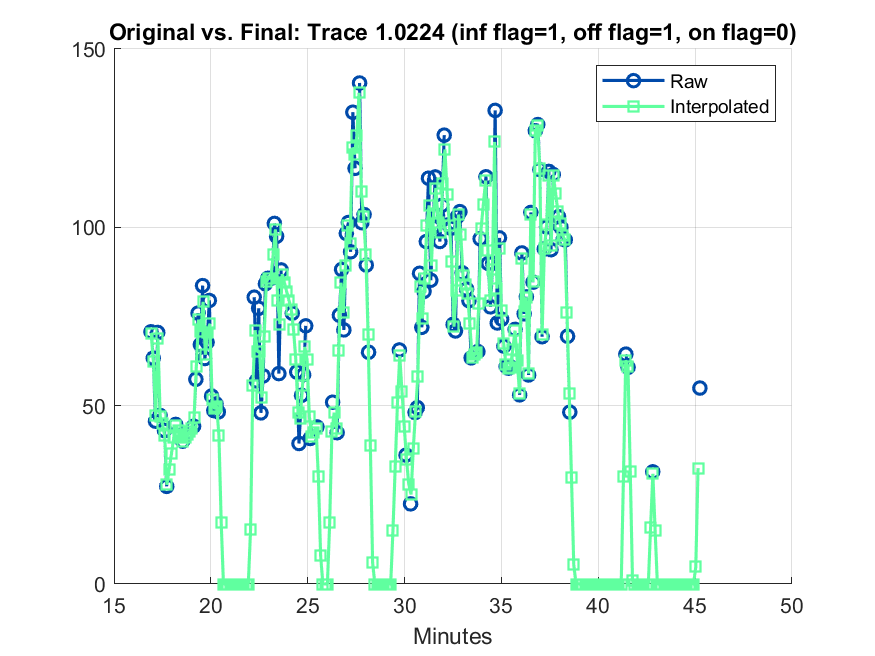 Original vs. Final: Trace 1.0224 (inf flag=1, off flag=1, on flag=0)
150
100
50
0
Raw
Interpolated
15 20 25 30 35 40 45 50
Minutes